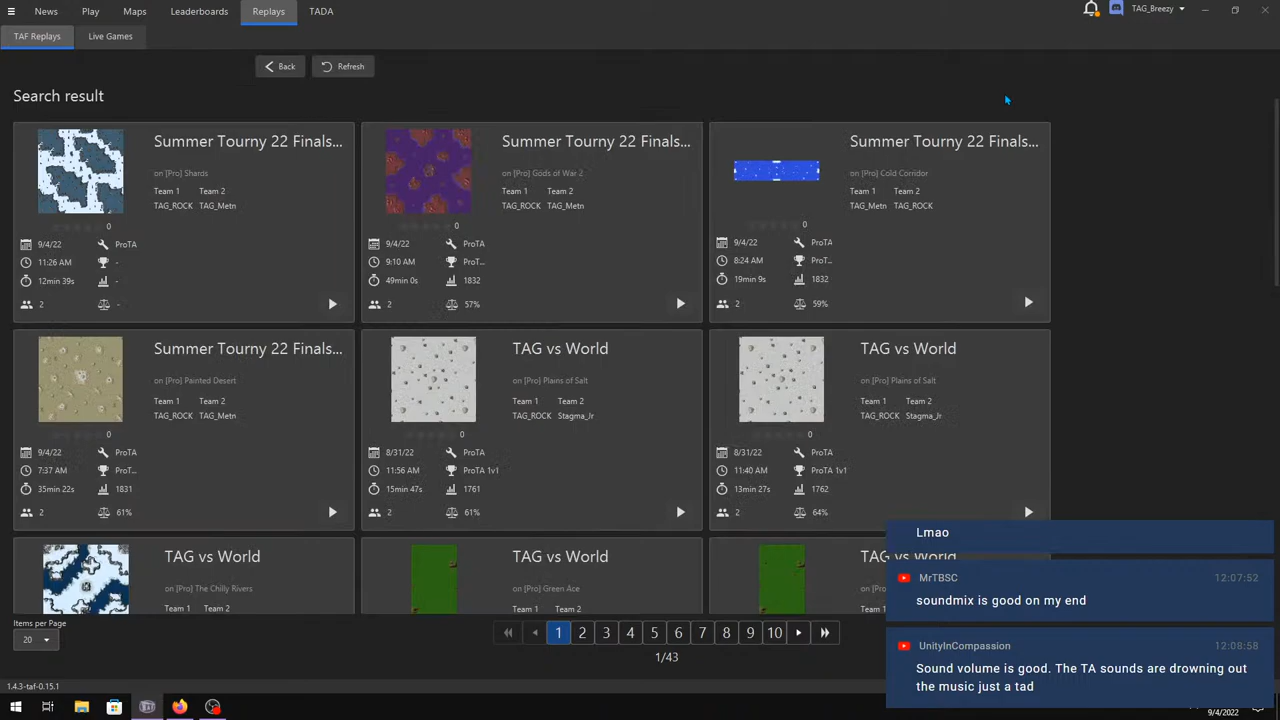 News Play Maps Leaderboards Replays TADA TAG_Breezy
TAF Replays Live Games
Back Refresh
Search result
Summer Tourny 22 Finals...
on [Pro] Shards
Team 1 Team 2
TAG_ROCK TAG_Metn
0
9/4/22 ProTA
11:26 AM -
12min 39s -
2 -
Summer Tourny 22 Finals...
on [Pro] Gods of War 2
Team 1 Team 2
TAG_ROCK TAG_Metn
0
9/4/22 ProTA
9:10 AM ProT...
49min 0s 1832
2 57%
Summer Tourny 22 Finals...
on [Pro] Cold Corridor
Team 1 Team 2
TAG_Metn TAG_ROCK
0
9/4/22 ProTA
8:24 AM ProT...
19min 9s 1832
2 59%
Summer Tourny 22 Finals...
on [Pro] Painted Desert
Team 1 Team 2
TAG_ROCK TAG_Metn
0
9/4/22 ProTA
7:37 AM ProT...
35min 22s 1831
2 61%
TAG vs World
on [Pro] Plains of Salt
Team 1 Team 2
TAG_ROCK Stagma_Jr
0
8/31/22 ProTA
11:56 AM ProTA 1v1
15min 47s 1761
2 61%
TAG vs World
on [Pro] Plains of Salt
Team 1 Team 2
TAG_ROCK Stagma_Jr
0
8/31/22 ProTA
11:40 AM ProTA 1v1
13min 27s 1762
2 64%
TAG vs World
on [Pro] The Chilly Rivers
Team 1 Team 2
TAG vs World
on [Pro] Green Ace
Team 1 Team 2
TAG vs World
Items per Page
20
1 2 3 4 5 6 7 8 9 10
1/43
Lmao
MrTBSC 12:07:52
soundmix is good on my end
UnityInCompassion 12:08:58
Sound volume is good. The TA sounds are drowning out
the music just a tad
1.4.3-taf-0.15.1
9/4/2022